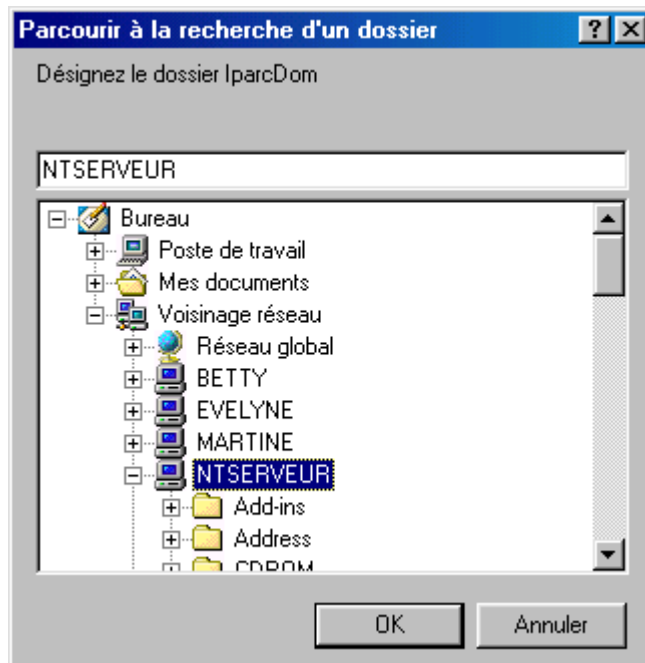 Parcourir à la recherche d'un dossier
Désignez le dossier IparcDom
NTSERVEUR
Bureau
Poste de travail
Mes documents
Voisinage réseau
Réseau global
BETTY
EVELYNE
MARTINE
NTSERVEUR
Add-ins
Address
CDROM
OK
Annuler